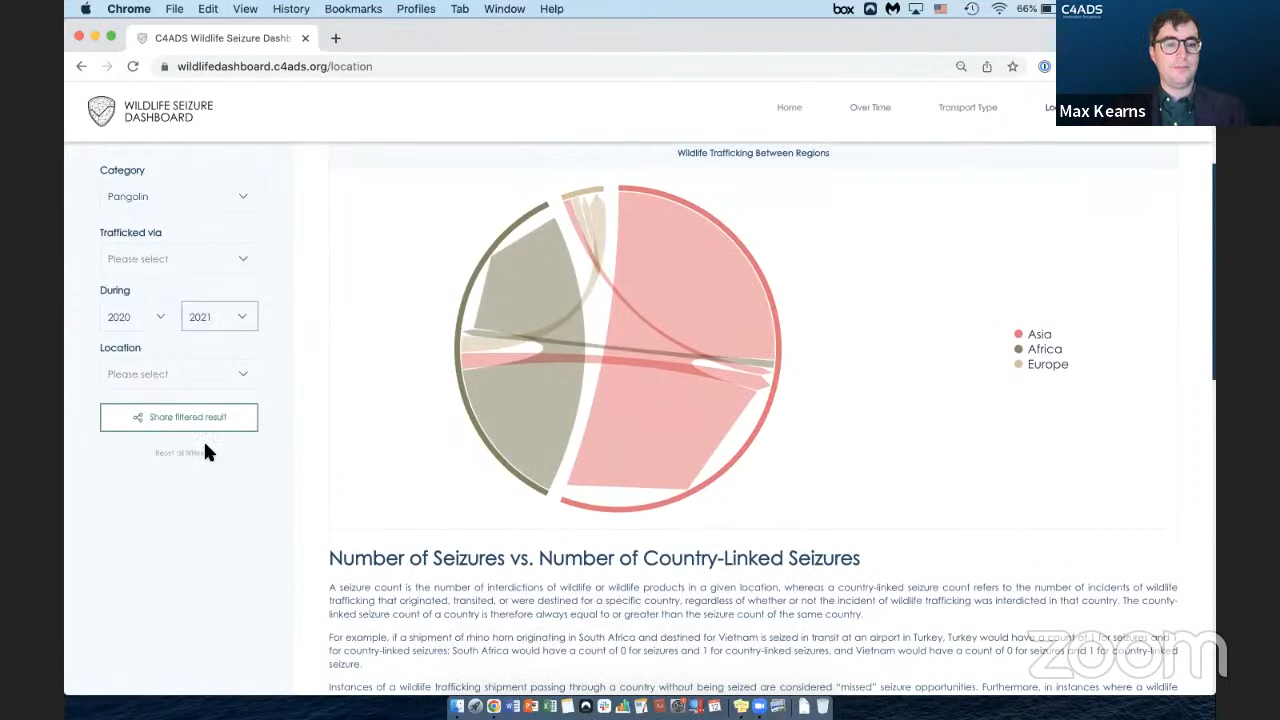 Chrome File Edit View History Bookmarks Profiles Tab Window Help
box 66%
C4ADS
C4ADS Wildlife Seizure Dashb
wildlifedashboard.c4ads.org/location
Max Kearns
WILDLIFE SEIZURE
DASHBOARD
Home Over Time Transport Type Lo
Wildlife Trafficking Between Regions
Category
Pangolin
Trafficked via
Please select
During
2020 2021
Location
Please select
Share filtered result
Reset all filte
Asia
Africa
Europe
Number of Seizures vs. Number of Country-Linked Seizures
A seizure count is the number of interdictions of wildlife or wildlife products in a given location, whereas a country-linked seizure count refers to the number of incidents of wildlife
trafficking that originated, transited, or were destined for a specific country, regardless of whether or not the incident of wildlife trafficking was interdicted in that country. The county-
linked seizure count of a country is therefore always equal to or greater than the seizure count of the same country.
For example, if a shipment of rhino horn originating in South Africa and destined for Vietnam is seized in transit at an airport in Turkey, Turkey would have a count of 1 for seizures and 1
for country-linked seizures; South Africa would have a count of 0 for seizures and 1 for country-linked seizures, and Vietnam would have a count of 0 for seizures and 1 for country-linked
seizure.
Instances of a wildlife trafficking shipment passing through a country without being seized are considered “missed” seizure opportunities. Furthermore, in instances where a wildlife
zoom